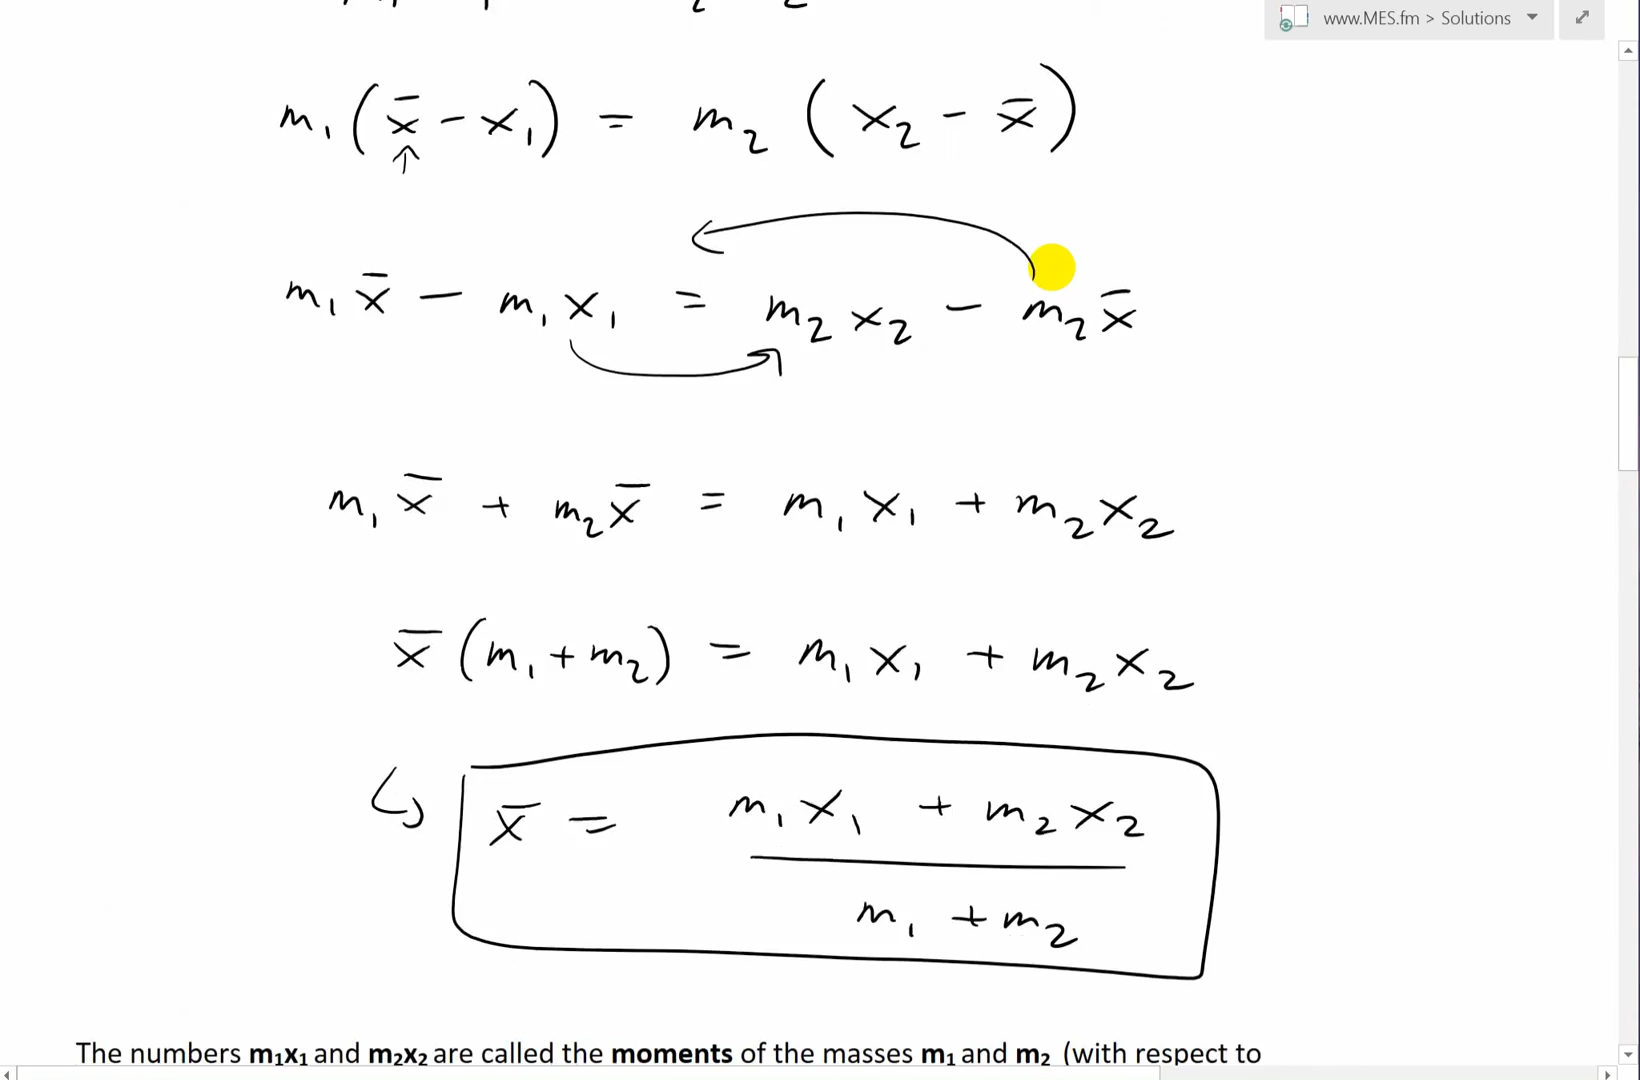 www.MES.fm > Solutions
m₁(x̄ - x₁) = m₂(x₂ - x̄)
m₁x̄ - m₁x₁ = m₂x₂ - m₂x̄
m₁x̄ + m₂x̄ = m₁x₁ + m₂x₂
x̄(m₁ + m₂) = m₁x₁ + m₂x₂
x̄ = (m₁x₁ + m₂x₂) / (m₁ + m₂)
The numbers m₁x₁ and m₂x₂ are called the moments of the masses m₁ and m₂ (with respect to